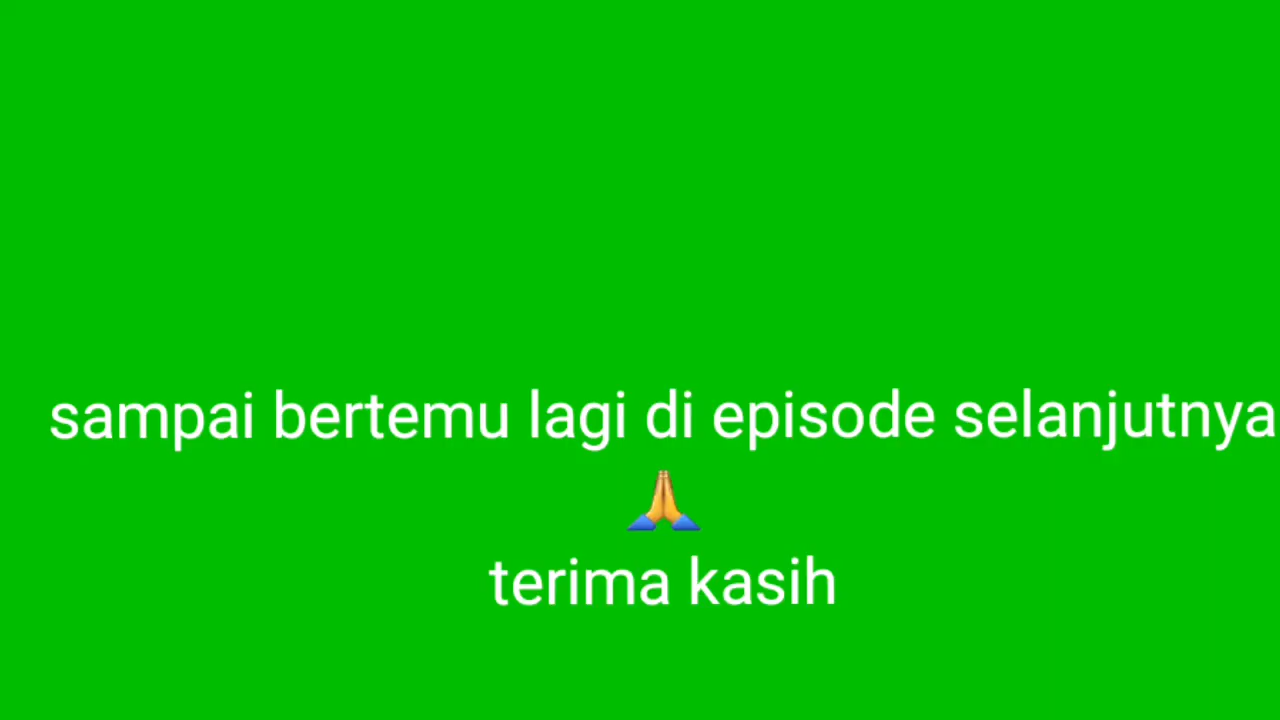 sampai bertemu lagi di episode selanjutnya
🙏
terima kasih